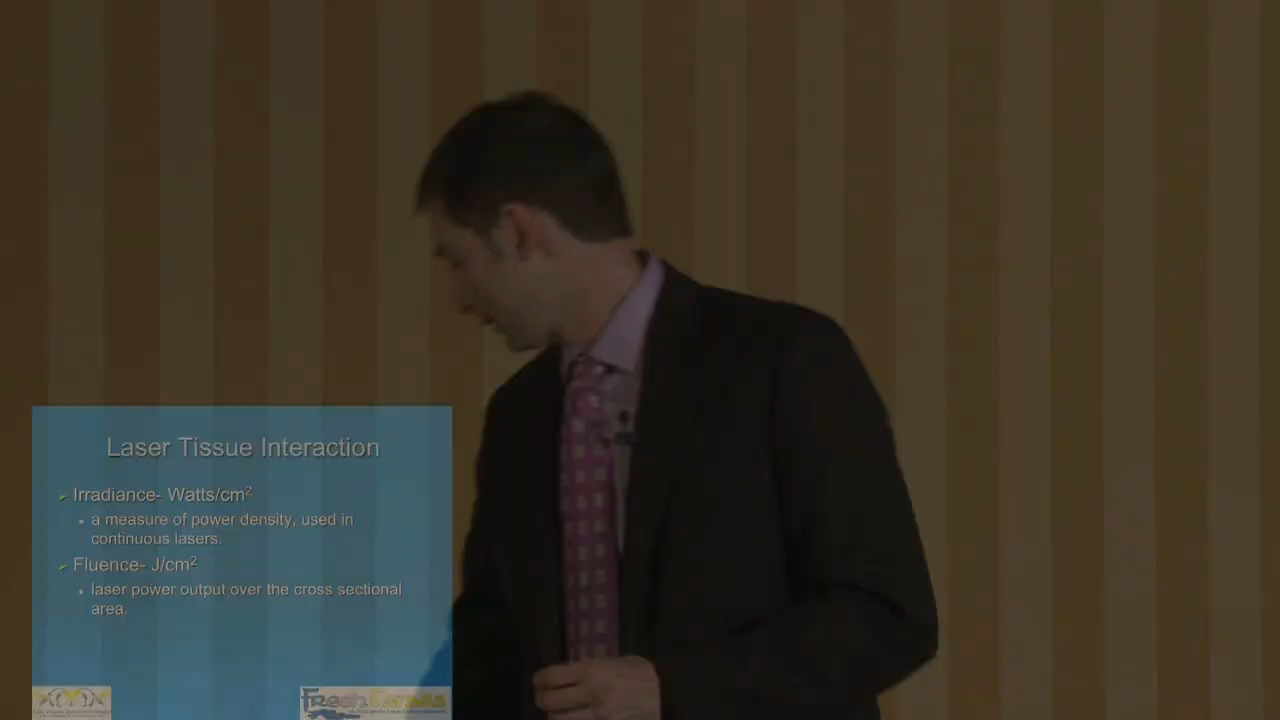 Laser Tissue Interaction
Irradiance- Watts/cm²
a measure of power density, used in
continuous lasers.
Fluence- J/cm²
laser power output over the cross sectional
area.
Fresh